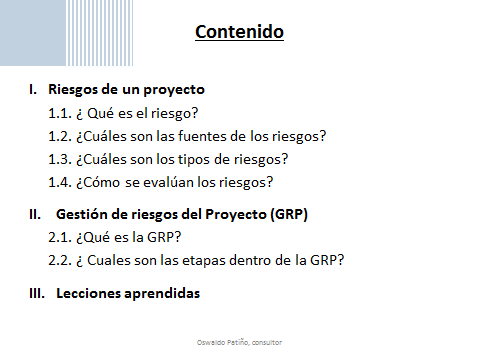 Contenido
I. Riesgos de un proyecto
1.1. ¿ Qué es el riesgo?
1.2. ¿Cuáles son las fuentes de los riesgos?
1.3. ¿Cuáles son los tipos de riesgos?
1.4. ¿Cómo se evalúan los riesgos?
II. Gestión de riesgos del Proyecto (GRP)
2.1. ¿Qué es la GRP?
2.2. ¿ Cuales son las etapas dentro de la GRP?
III. Lecciones aprendidas
Oswaldo Patiño, consultor